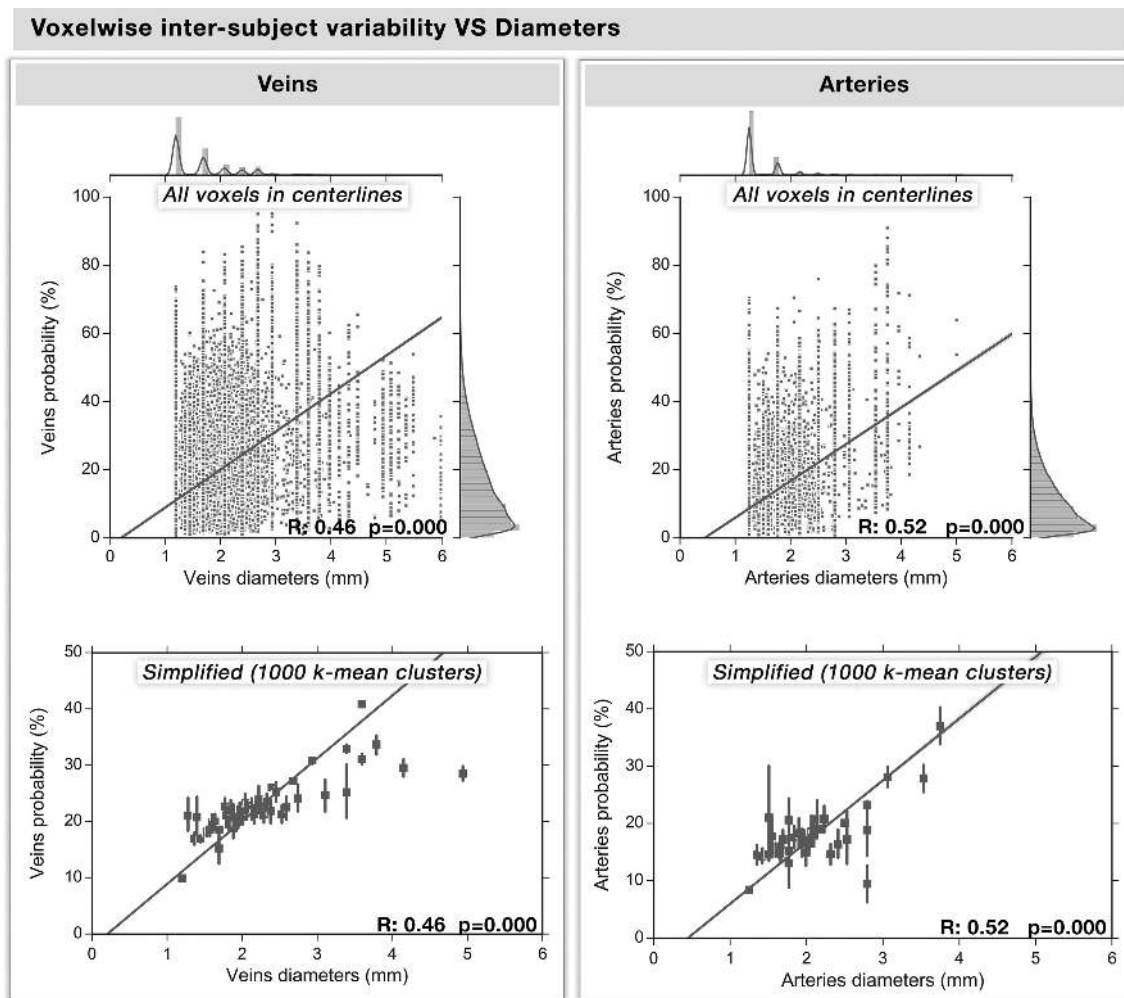 Voxelwise inter-subject variability VS Diameters
Veins
All voxels in centerlines
100
80
60
40
20
0
Veins probability (%)
R: 0.46 p=0.000
0 1 2 3 4 5 6
Veins diameters (mm)
Simplified (1000 k-mean clusters)
50
40
30
20
10
0
Veins probability (%)
R: 0.46 p=0.000
0 1 2 3 4 5 6
Veins diameters (mm)
Arteries
All voxels in centerlines
100
80
60
40
20
0
Arteries probability (%)
R: 0.52 p=0.000
0 1 2 3 4 5 6
Arteries diameters (mm)
Simplified (1000 k-mean clusters)
50
40
30
20
10
0
Arteries probability (%)
R: 0.52 p=0.000
0 1 2 3 4 5 6
Arteries diameters (mm)